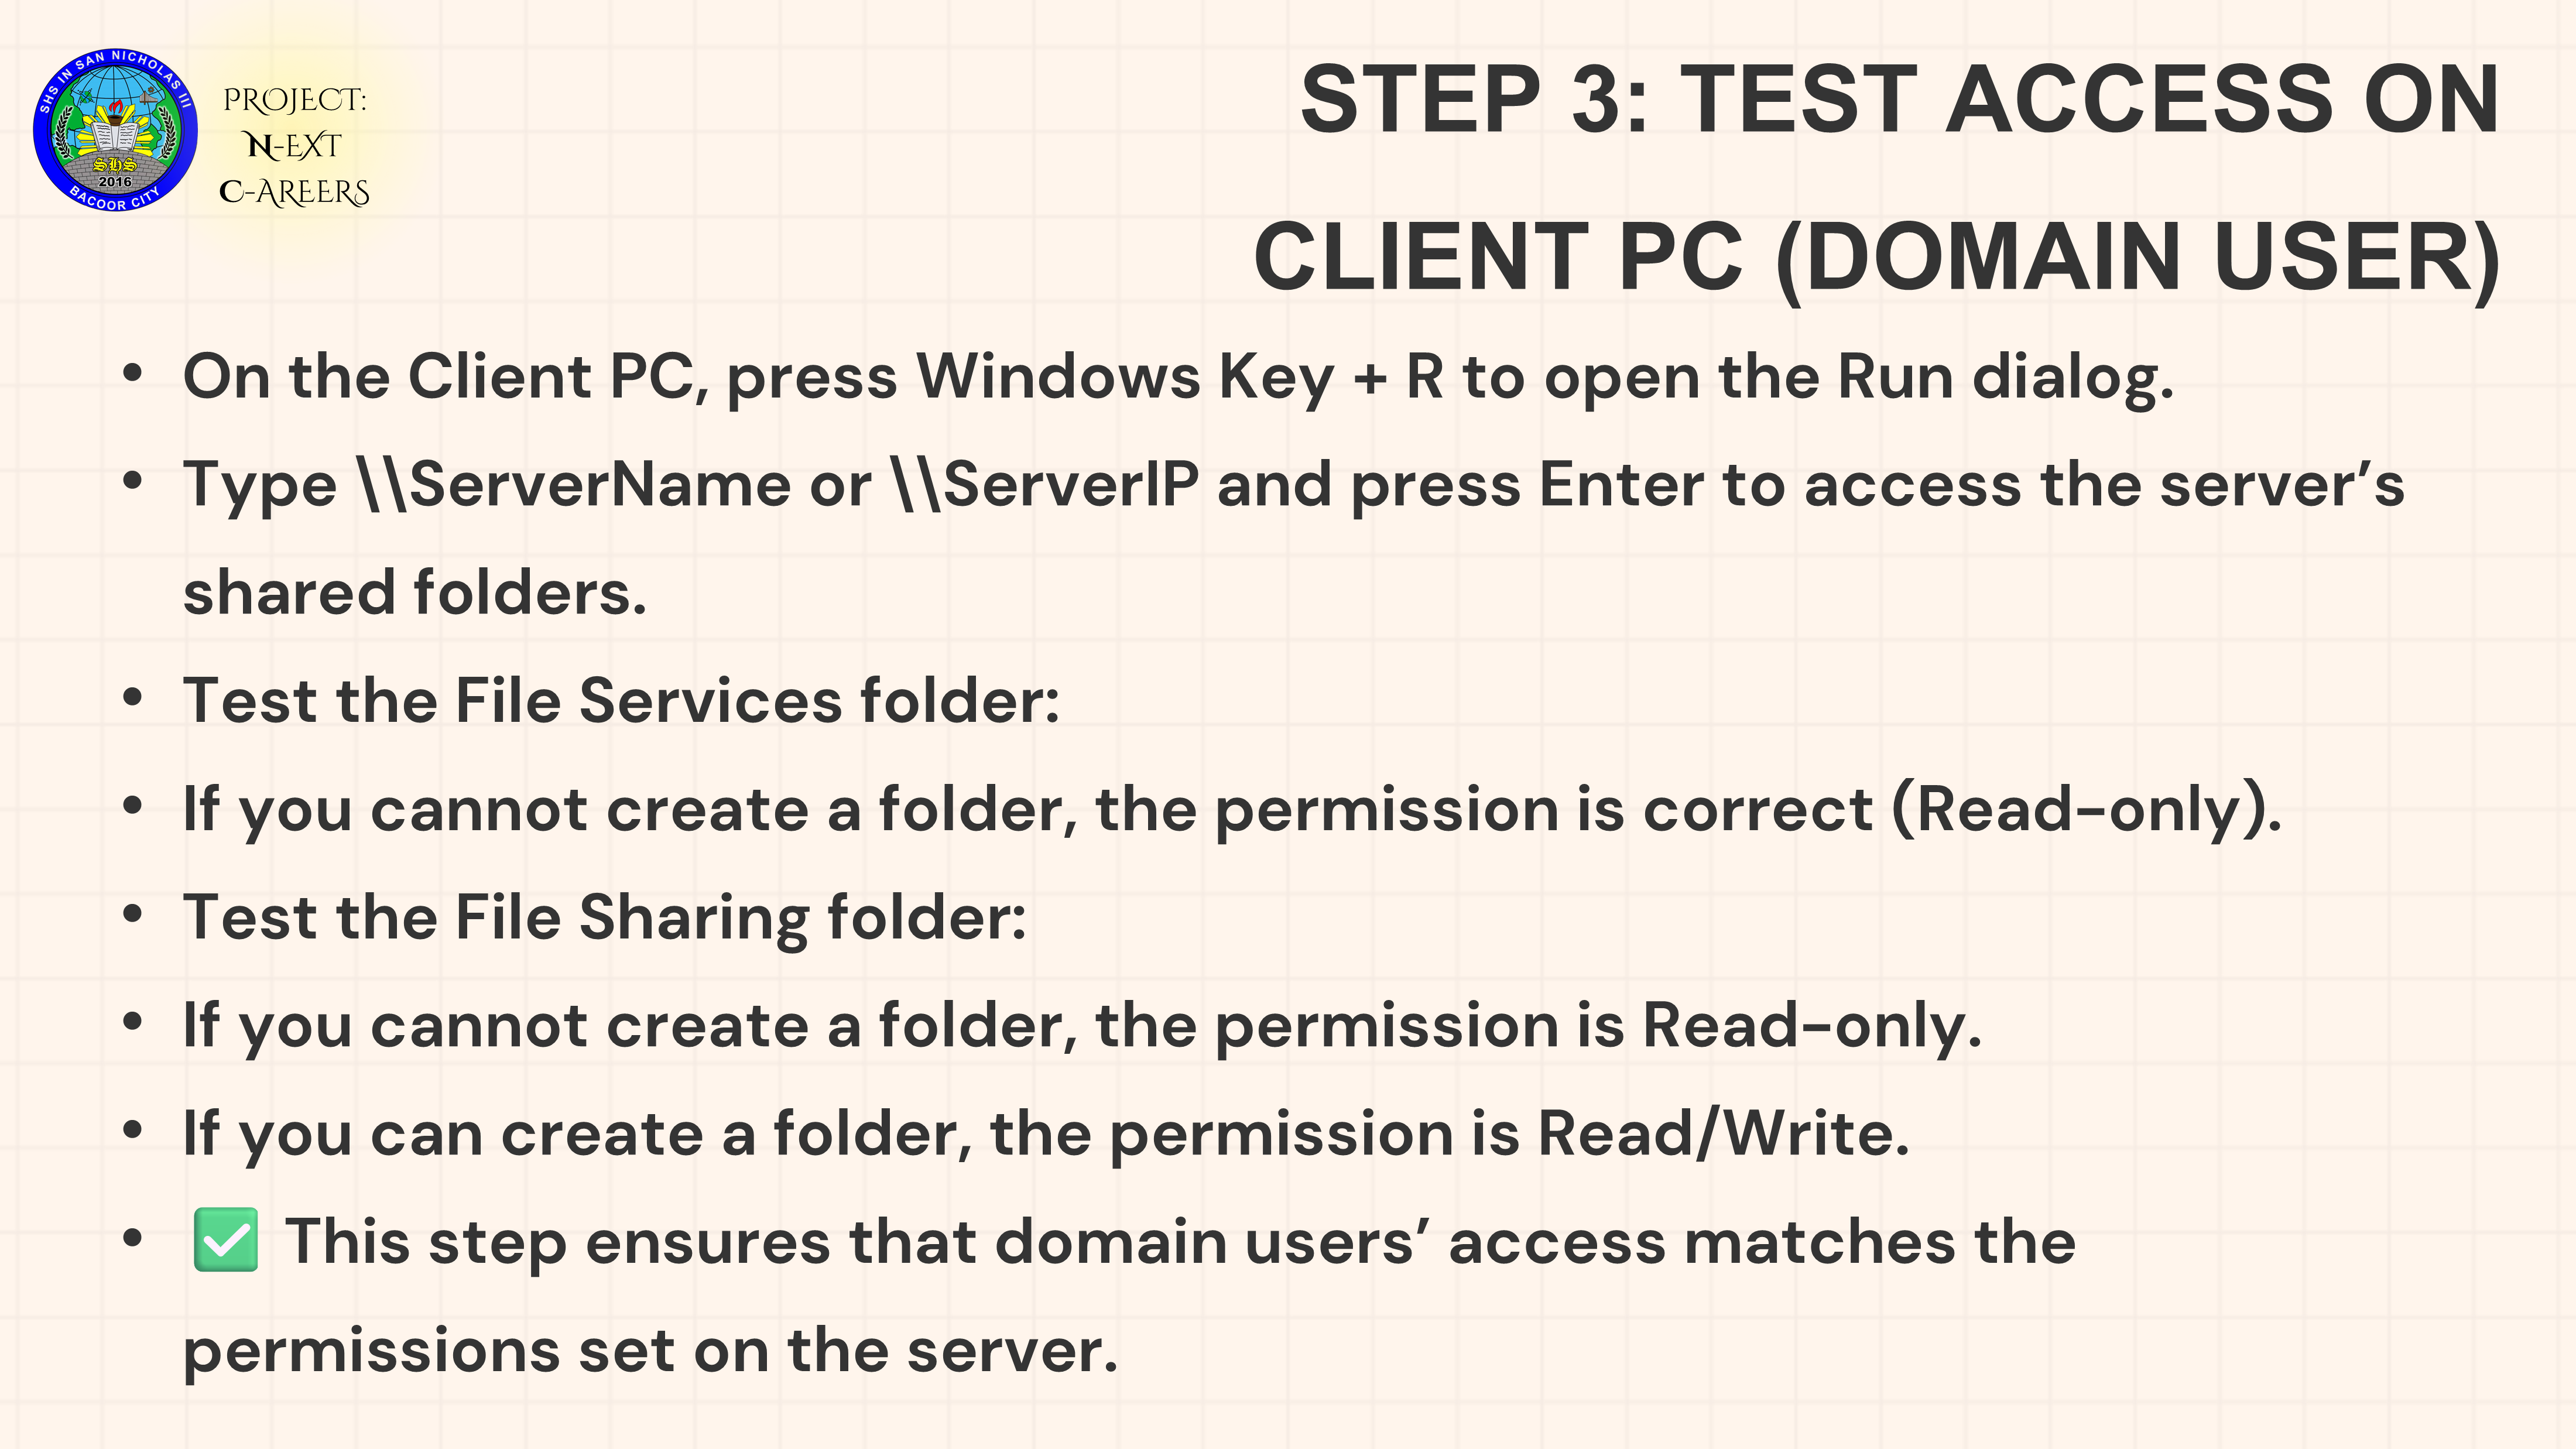 SHS IN SAN NICHOLAS III
SHS
2016
BACOOR CITY
PROJECT:
N-EXT
C-AREERS
STEP 3: TEST ACCESS ON
CLIENT PC (DOMAIN USER)
• On the Client PC, press Windows Key + R to open the Run dialog.
• Type \\ServerName or \\ServerIP and press Enter to access the server’s
shared folders.
• Test the File Services folder:
• If you cannot create a folder, the permission is correct (Read-only).
• Test the File Sharing folder:
• If you cannot create a folder, the permission is Read-only.
• If you can create a folder, the permission is Read/Write.
• ✅ This step ensures that domain users’ access matches the
permissions set on the server.